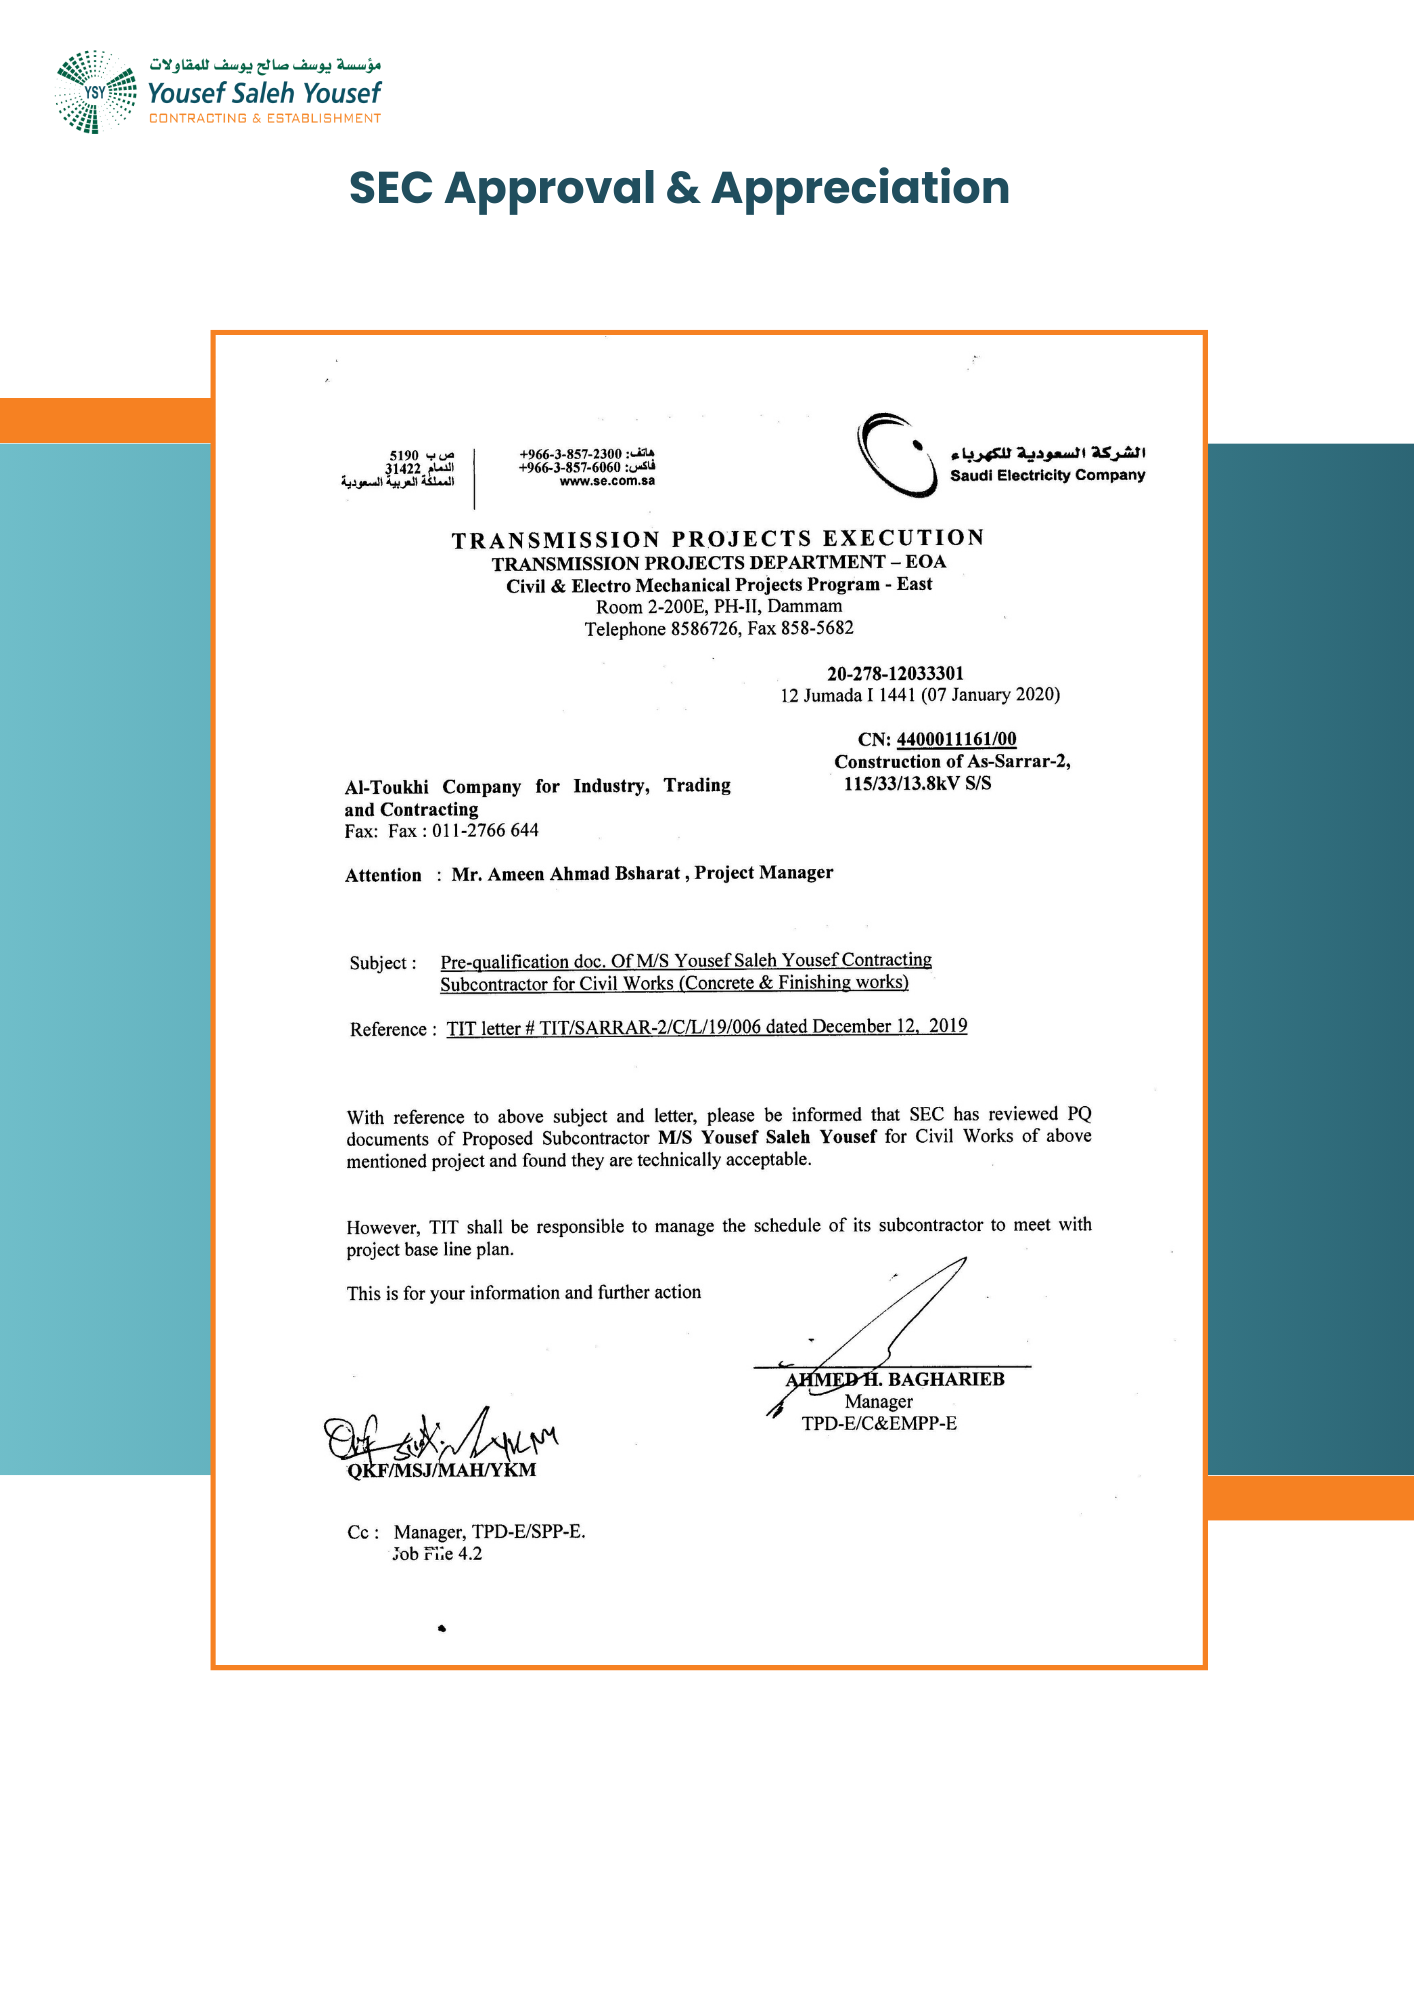 مؤسسة يوسف صالح يوسف للمقاولات
YSY
Yousef Saleh Yousef
CONTRACTING & ESTABLISHMENT
SEC Approval & Appreciation
ص ب 5190
الدمام 31422
المملكة العربية السعودية
هاتف: +966-3-857-2300
فاكس: +966-3-857-6060
www.se.com.sa
الشركة السعودية للكهرباء
Saudi Electricity Company
TRANSMISSION PROJECTS EXECUTION
TRANSMISSION PROJECTS DEPARTMENT – EOA
Civil & Electro Mechanical Projects Program - East
Room 2-200E, PH-II, Dammam
Telephone 8586726, Fax 858-5682
20-278-12033301
12 Jumada I 1441 (07 January 2020)
CN: 4400011161/00
Construction of As-Sarrar-2,
115/33/13.8kV S/S
Al-Toukhi Company for Industry, Trading
and Contracting
Fax: Fax : 011-2766 644
Attention : Mr. Ameen Ahmad Bsharat , Project Manager
Subject : Pre-qualification doc. Of M/S Yousef Saleh Yousef Contracting
Subcontractor for Civil Works (Concrete & Finishing works)
Reference : TIT letter # TIT/SARRAR-2/C/L/19/006 dated December 12, 2019
With reference to above subject and letter, please be informed that SEC has reviewed PQ
documents of Proposed Subcontractor M/S Yousef Saleh Yousef for Civil Works of above
mentioned project and found they are technically acceptable.
However, TIT shall be responsible to manage the schedule of its subcontractor to meet with
project base line plan.
This is for your information and further action
AHMED H. BAGHARIEB
Manager
TPD-E/C&EMPP-E
QKF/MSJ/MAH/YKM
Cc : Manager, TPD-E/SPP-E.
Job File 4.2